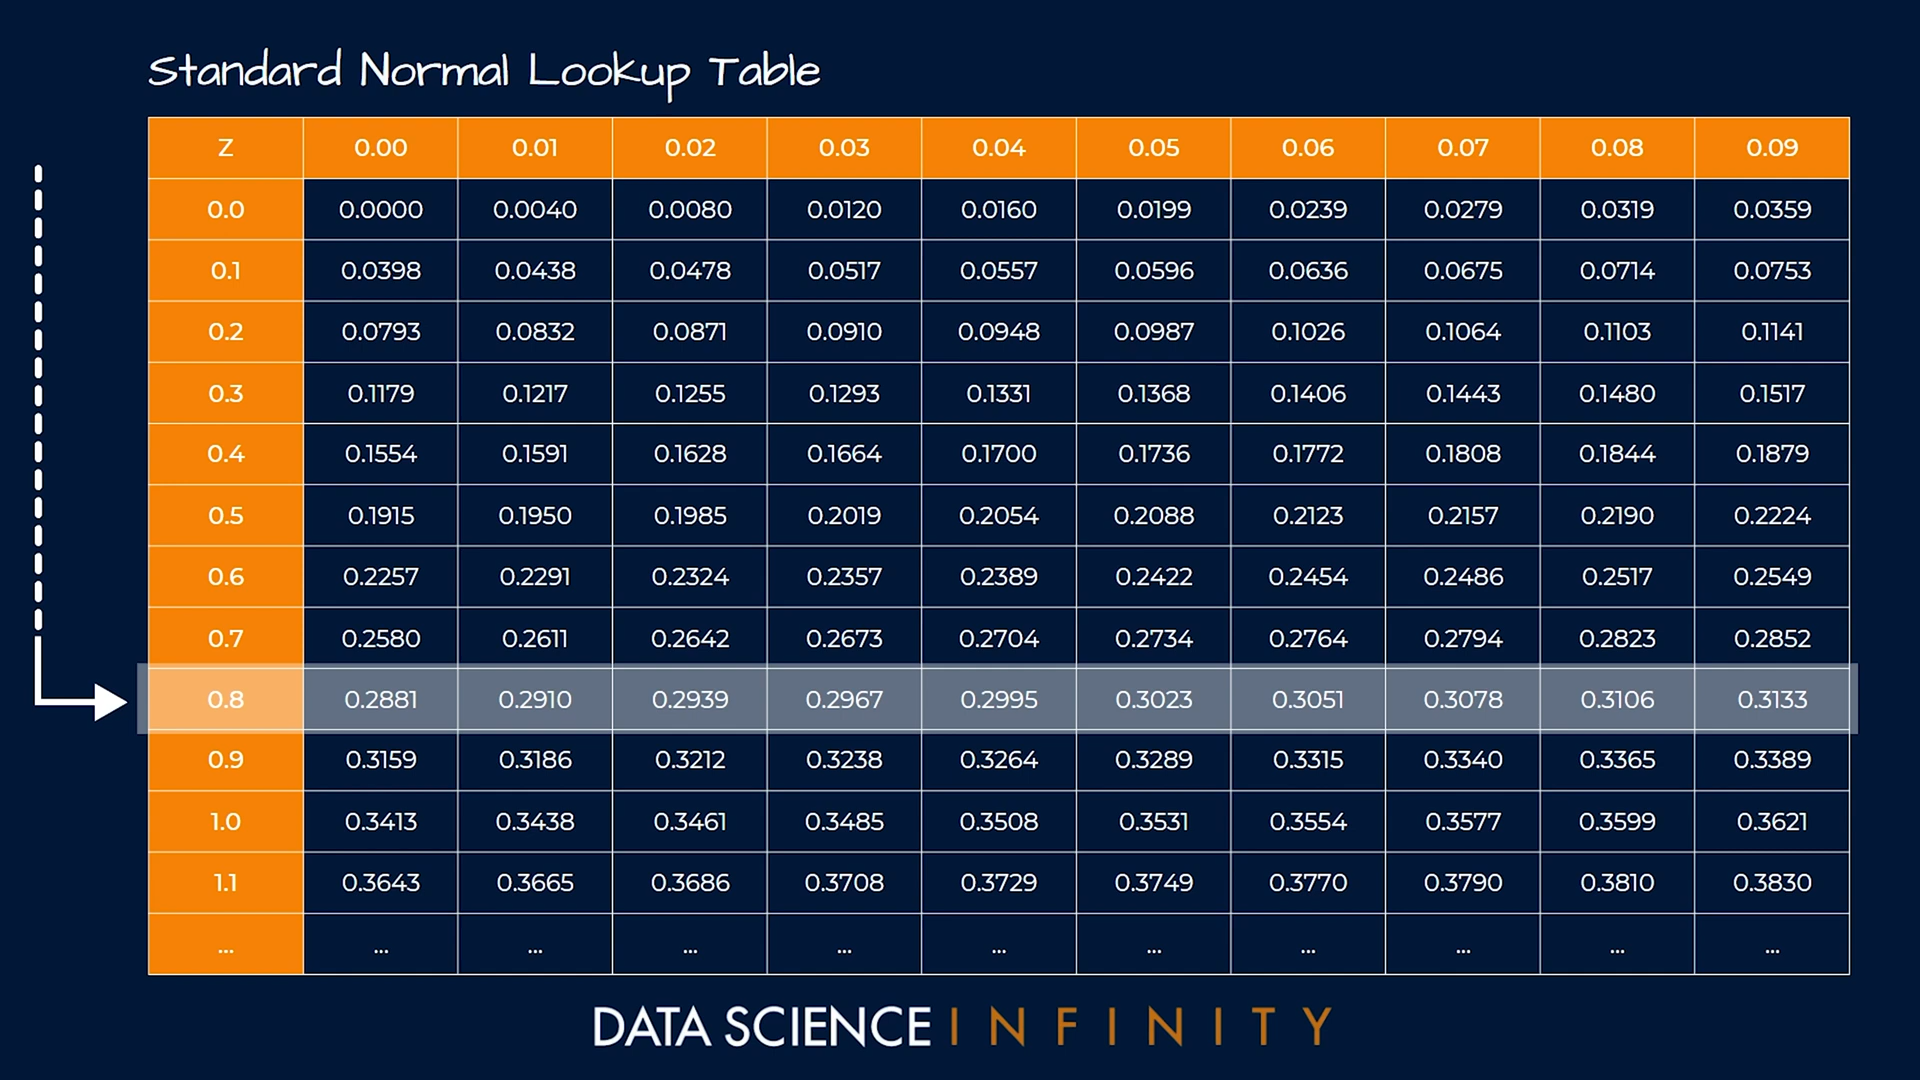 Standard Normal Lookup Table
Z 0.00 0.01 0.02 0.03 0.04 0.05 0.06 0.07 0.08 0.09
0.0 0.0000 0.0040 0.0080 0.0120 0.0160 0.0199 0.0239 0.0279 0.0319 0.0359
0.1 0.0398 0.0438 0.0478 0.0517 0.0557 0.0596 0.0636 0.0675 0.0714 0.0753
0.2 0.0793 0.0832 0.0871 0.0910 0.0948 0.0987 0.1026 0.1064 0.1103 0.1141
0.3 0.1179 0.1217 0.1255 0.1293 0.1331 0.1368 0.1406 0.1443 0.1480 0.1517
0.4 0.1554 0.1591 0.1628 0.1664 0.1700 0.1736 0.1772 0.1808 0.1844 0.1879
0.5 0.1915 0.1950 0.1985 0.2019 0.2054 0.2088 0.2123 0.2157 0.2190 0.2224
0.6 0.2257 0.2291 0.2324 0.2357 0.2389 0.2422 0.2454 0.2486 0.2517 0.2549
0.7 0.2580 0.2611 0.2642 0.2673 0.2704 0.2734 0.2764 0.2794 0.2823 0.2852
0.8 0.2881 0.2910 0.2939 0.2967 0.2995 0.3023 0.3051 0.3078 0.3106 0.3133
0.9 0.3159 0.3186 0.3212 0.3238 0.3264 0.3289 0.3315 0.3340 0.3365 0.3389
1.0 0.3413 0.3438 0.3461 0.3485 0.3508 0.3531 0.3554 0.3577 0.3599 0.3621
1.1 0.3643 0.3665 0.3686 0.3708 0.3729 0.3749 0.3770 0.3790 0.3810 0.3830
... ... ... ... ... ... ... ... ... ... ...
DATA SCIENCE INFINITY